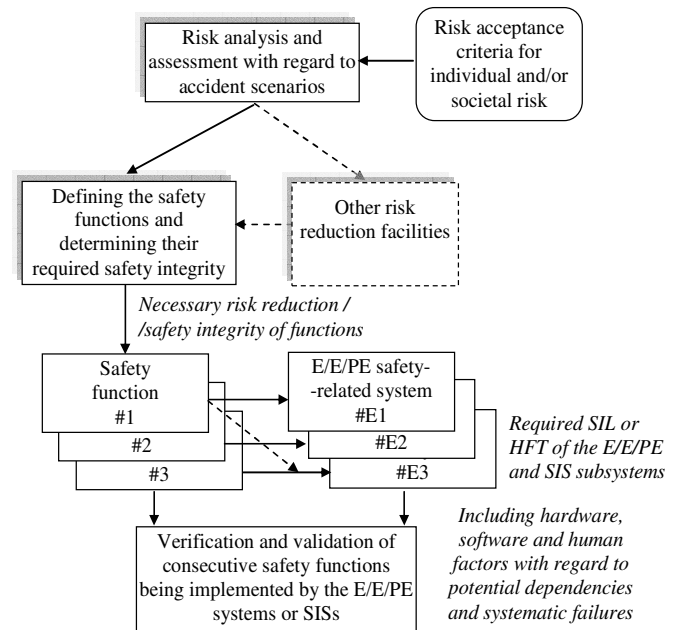 Risk analysis and
assessment with regard to
accident scenarios
Risk acceptance
criteria for
individual and/or
societal risk
Defining the safety
functions and
determining their
required safety integrity
Other risk
reduction facilities
Necessary risk reduction /
/safety integrity of functions
Safety
function
#1
#2
#3
E/E/PE safety-
-related system
#E1
#E2
#E3
Required SIL or
HFT of the E/E/PE
and SIS subsystems
Verification and validation of
consecutive safety functions
being implemented by the E/E/PE
systems or SISs
Including hardware,
software and human
factors with regard to
potential dependencies
and systematic failures